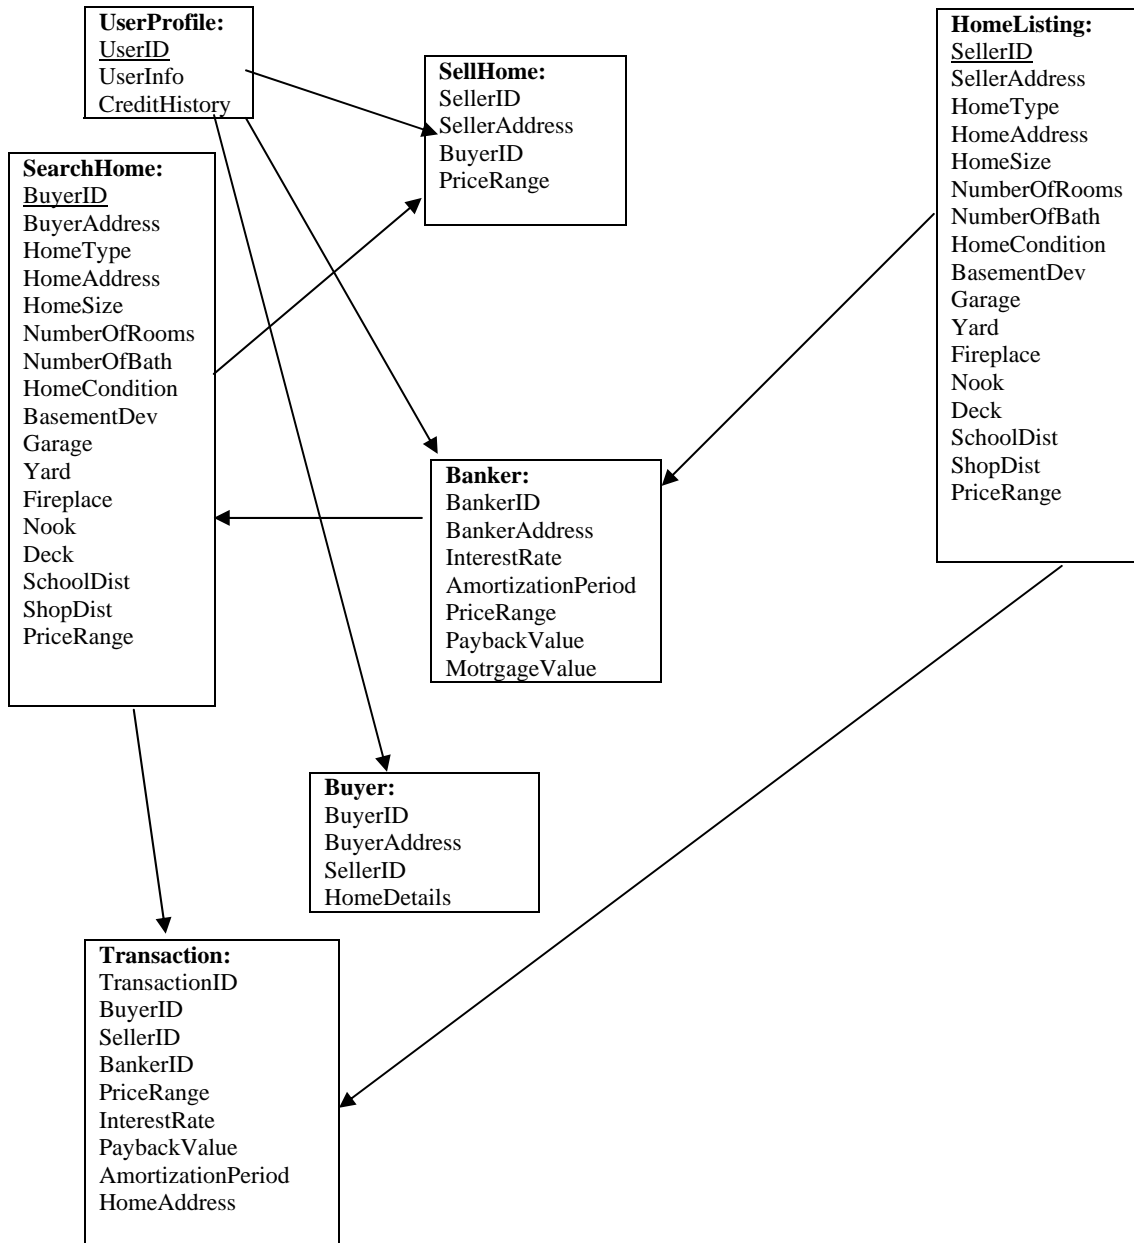 UserProfile:
UserID
UserInfo
CreditHistory
SellHome:
SellerID
SellerAddress
BuyerID
PriceRange
HomeListing:
SellerID
SellerAddress
HomeType
HomeAddress
HomeSize
NumberOfRooms
NumberOfBath
HomeCondition
BasementDev
Garage
Yard
Fireplace
Nook
Deck
SchoolDist
ShopDist
PriceRange
SearchHome:
BuyerID
BuyerAddress
HomeType
HomeAddress
HomeSize
NumberOfRooms
NumberOfBath
HomeCondition
BasementDev
Garage
Yard
Fireplace
Nook
Deck
SchoolDist
ShopDist
PriceRange
Banker:
BankerID
BankerAddress
InterestRate
AmortizationPeriod
PriceRange
PaybackValue
MotrgageValue
Buyer:
BuyerID
BuyerAddress
SellerID
HomeDetails
Transaction:
TransactionID
BuyerID
SellerID
BankerID
PriceRange
InterestRate
PaybackValue
AmortizationPeriod
HomeAddress